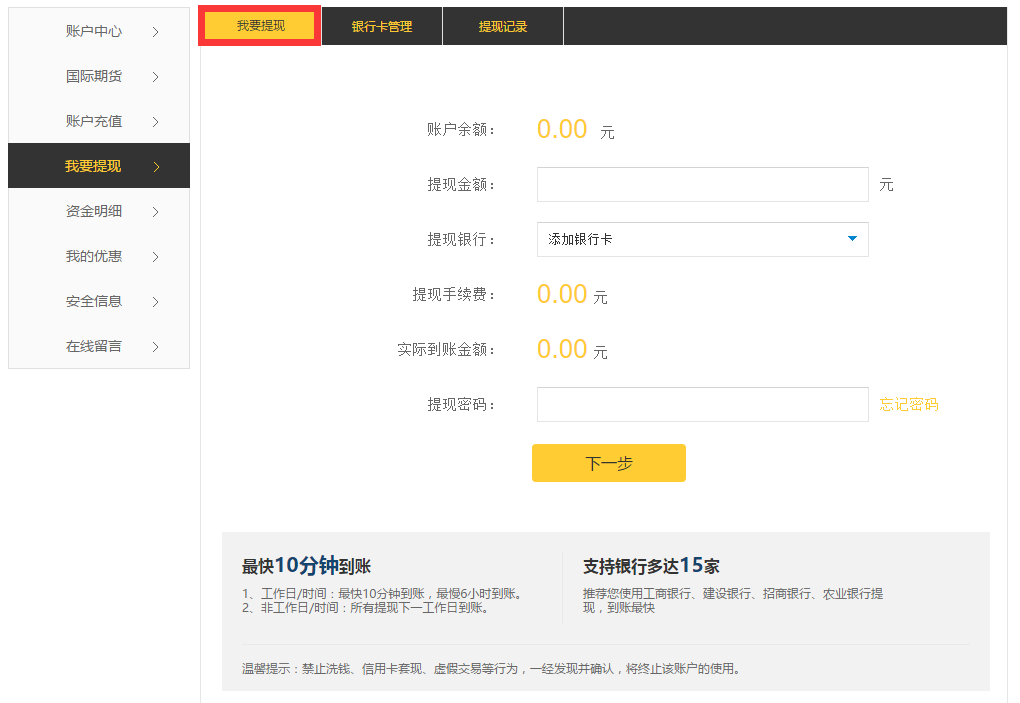 账户中心
国际期货
账户充值
我要提现
资金明细
我的优惠
安全信息
在线留言
我要提现 银行卡管理 提现记录
账户余额： 0.00 元
提现金额： 元
提现银行： 添加银行卡
提现手续费： 0.00 元
实际到账金额： 0.00 元
提现密码： 忘记密码
下一步
最快10分钟到账
1、工作日/时间：最快10分钟到账，最慢6小时到账。
2、非工作日/时间：所有提现下一工作日到账。
支持银行多达15家
推荐您使用工商银行、建设银行、招商银行、农业银行提
现，到账最快
温馨提示：禁止洗钱、信用卡套现、虚假交易等行为，一经发现并确认，将终止该账户的使用。